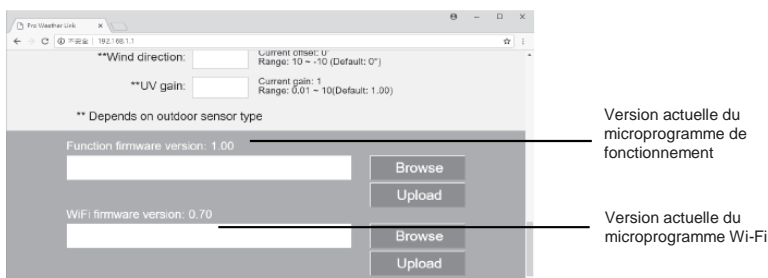 Pro Weather Link
不安全 | 192.168.1.1
**Wind direction:
Current offset: 0°
Range: 10 ~ -10 (Default: 0°)
**UV gain:
Current gain: 1
Range: 0.01 ~ 10(Default: 1.00)
** Depends on outdoor sensor type
Function firmware version: 1.00
Browse
Upload
WiFi firmware version: 0.70
Browse
Upload
Version actuelle du
microprogramme de
fonctionnement
Version actuelle du
microprogramme Wi-Fi